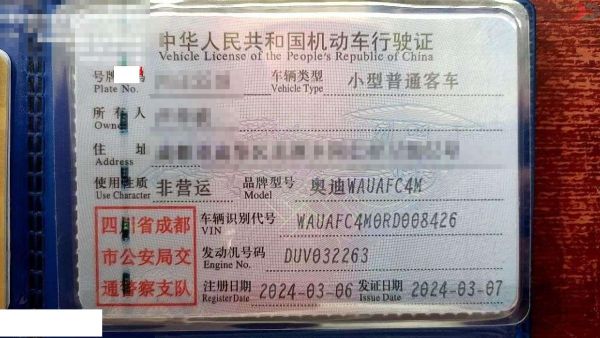 中华人民共和国机动车行驶证
Vehicle License of the People's Republic of China
号牌
Plate No.
车辆类型 小型普通客车
Vehicle Type
所有人
Owner
住址
Address
使用性质 非营运 品牌型号 奥迪WAUAFC4M
Use Character Model
四川省成都
市公安局交
通警察支队
车辆识别代号 WAUAFC4M0RD008426
VIN
发动机号码 DUV032263
Engine No.
注册日期 2024-03-06 发证日期 2024-03-07
Register Date Issue Date